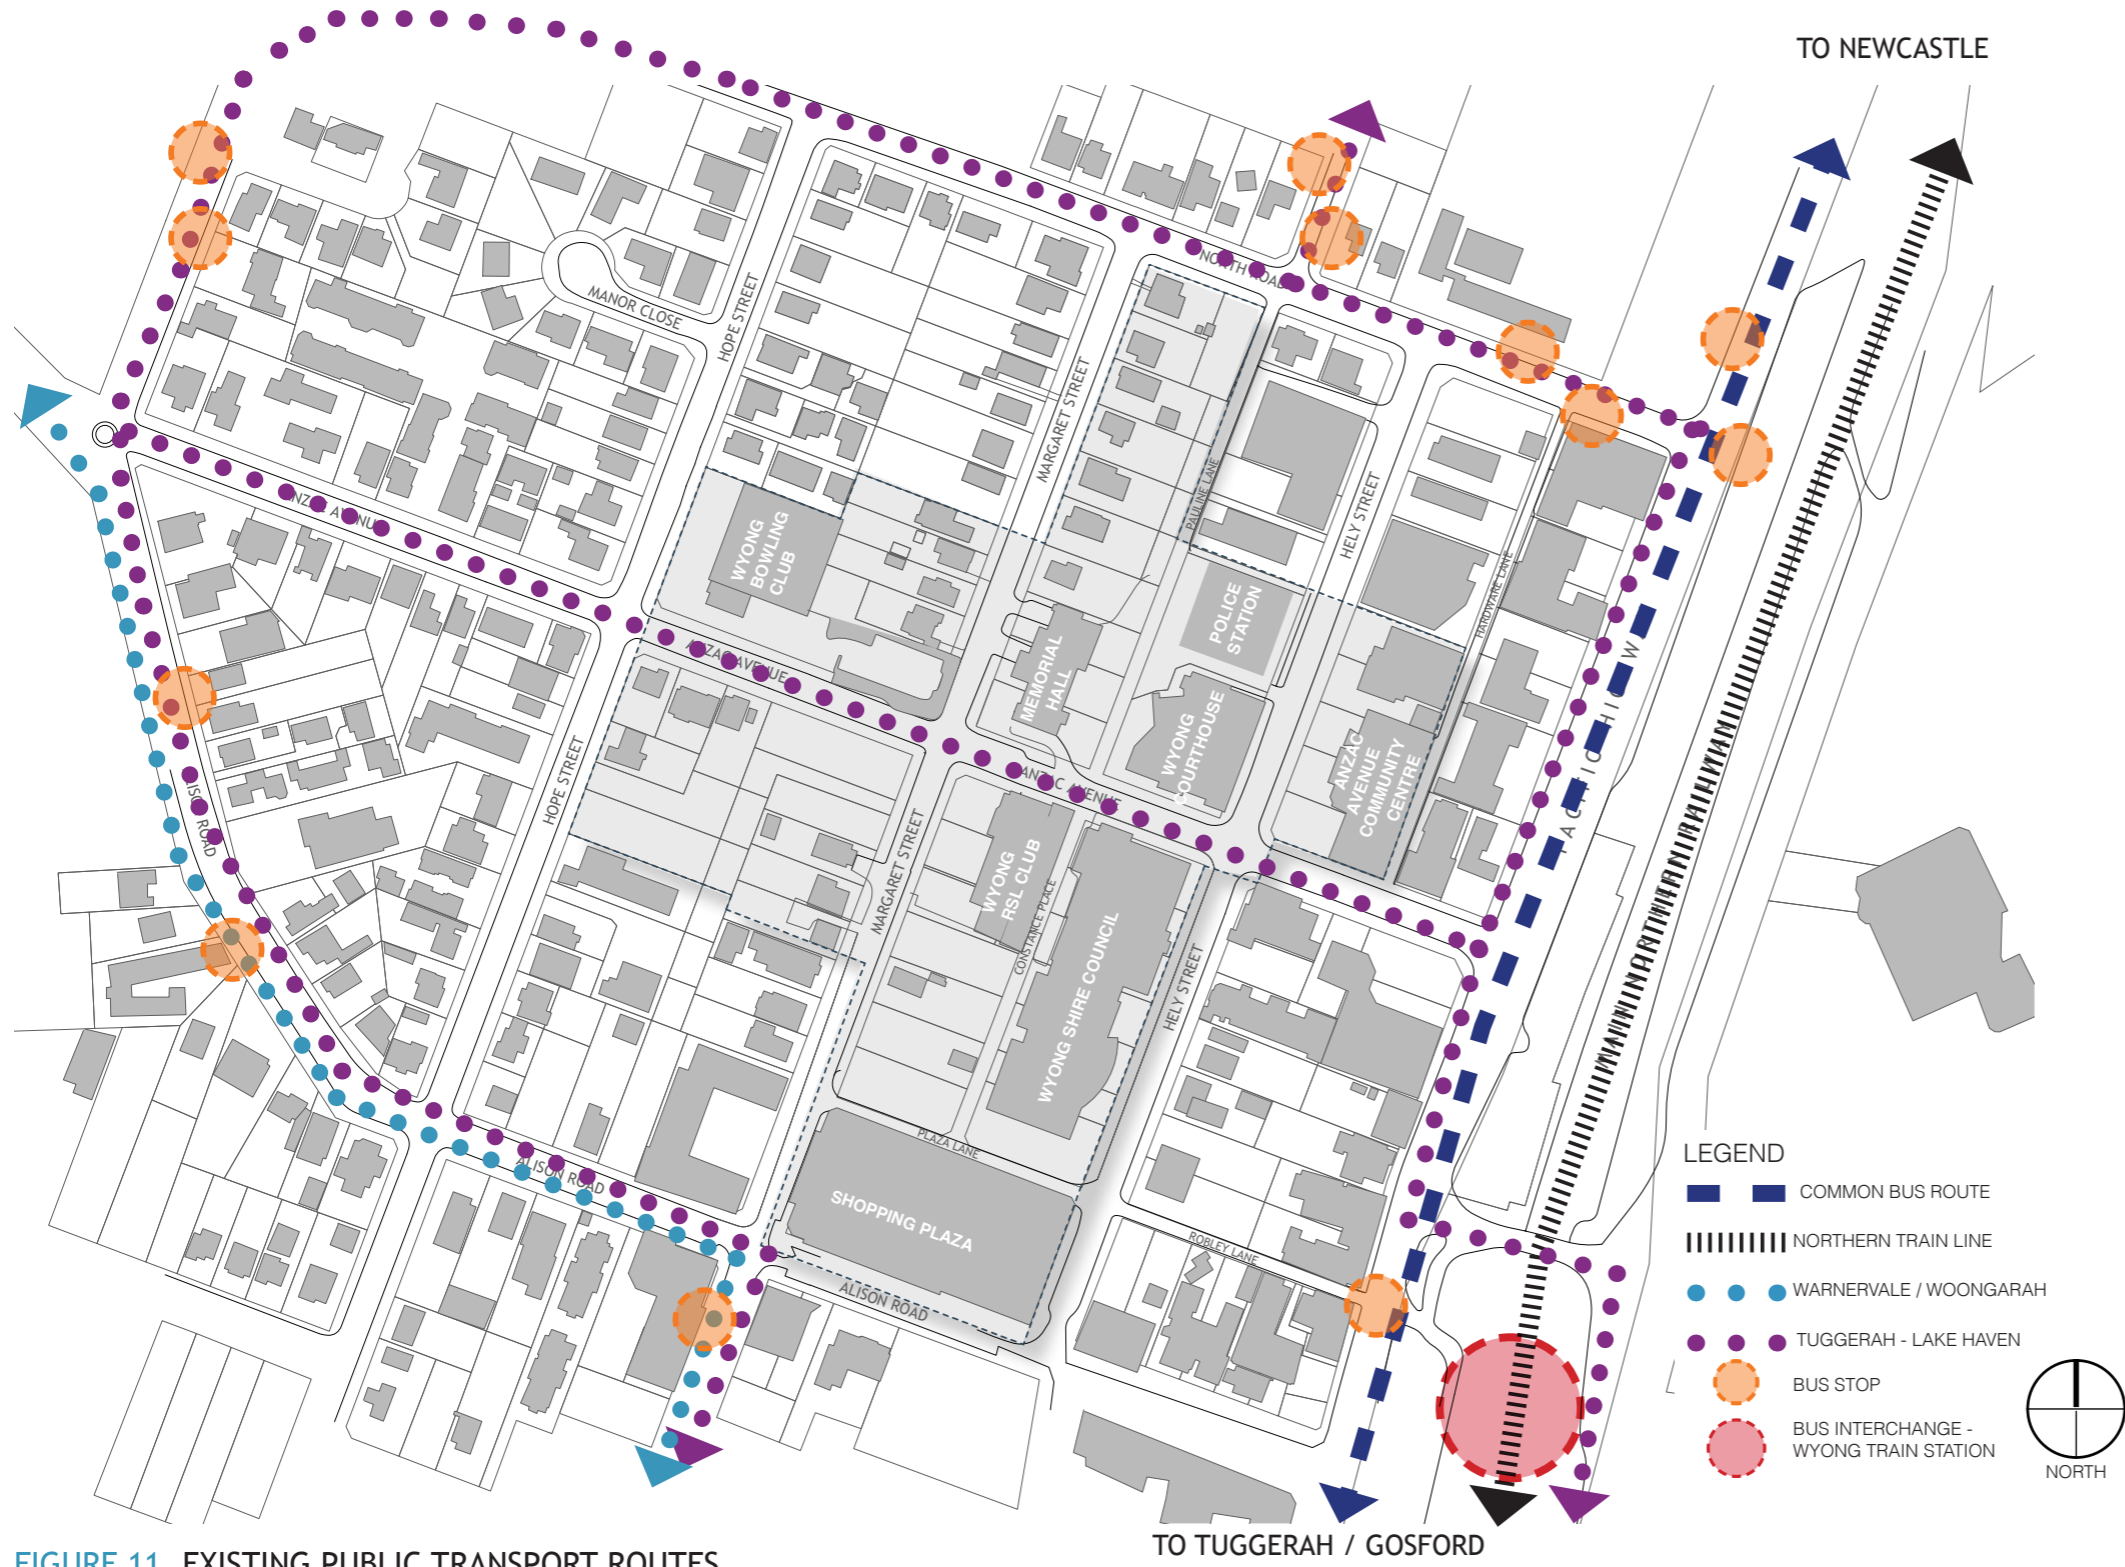 TO NEWCASTLE
NORTH ROAD
MANOR CLOSE
HOPE STREET
MARGARET STREET
PAULINE LANE
HELY STREET
HARDWARE LANE
WYONG
BOWLING
CLUB
POLICE
STATION
MEMORIAL
HALL
WYONG
COURTHOUSE
ANZAC
AVENUE
COMMUNITY
CENTRE
ANZAC AVENUE
ANZAC AVENUE
HOPE STREET
ROAD
MARGARET STREET
WYONG
RSL CLUB
CONSTANCE PLACE
WYONG SHIRE COUNCIL
HELY STREET
PLAZA LANE
SHOPPING PLAZA
ALISON ROAD
ALISON ROAD
ROBLEY LANE
LEGEND
COMMON BUS ROUTE
NORTHERN TRAIN LINE
WARNERVALE / WOONGARAH
TUGGERAH - LAKE HAVEN
BUS STOP
BUS INTERCHANGE -
WYONG TRAIN STATION
NORTH
TO TUGGERAH / GOSFORD
FIGURE 11 EXISTING PUBLIC TRANSPORT ROUTES